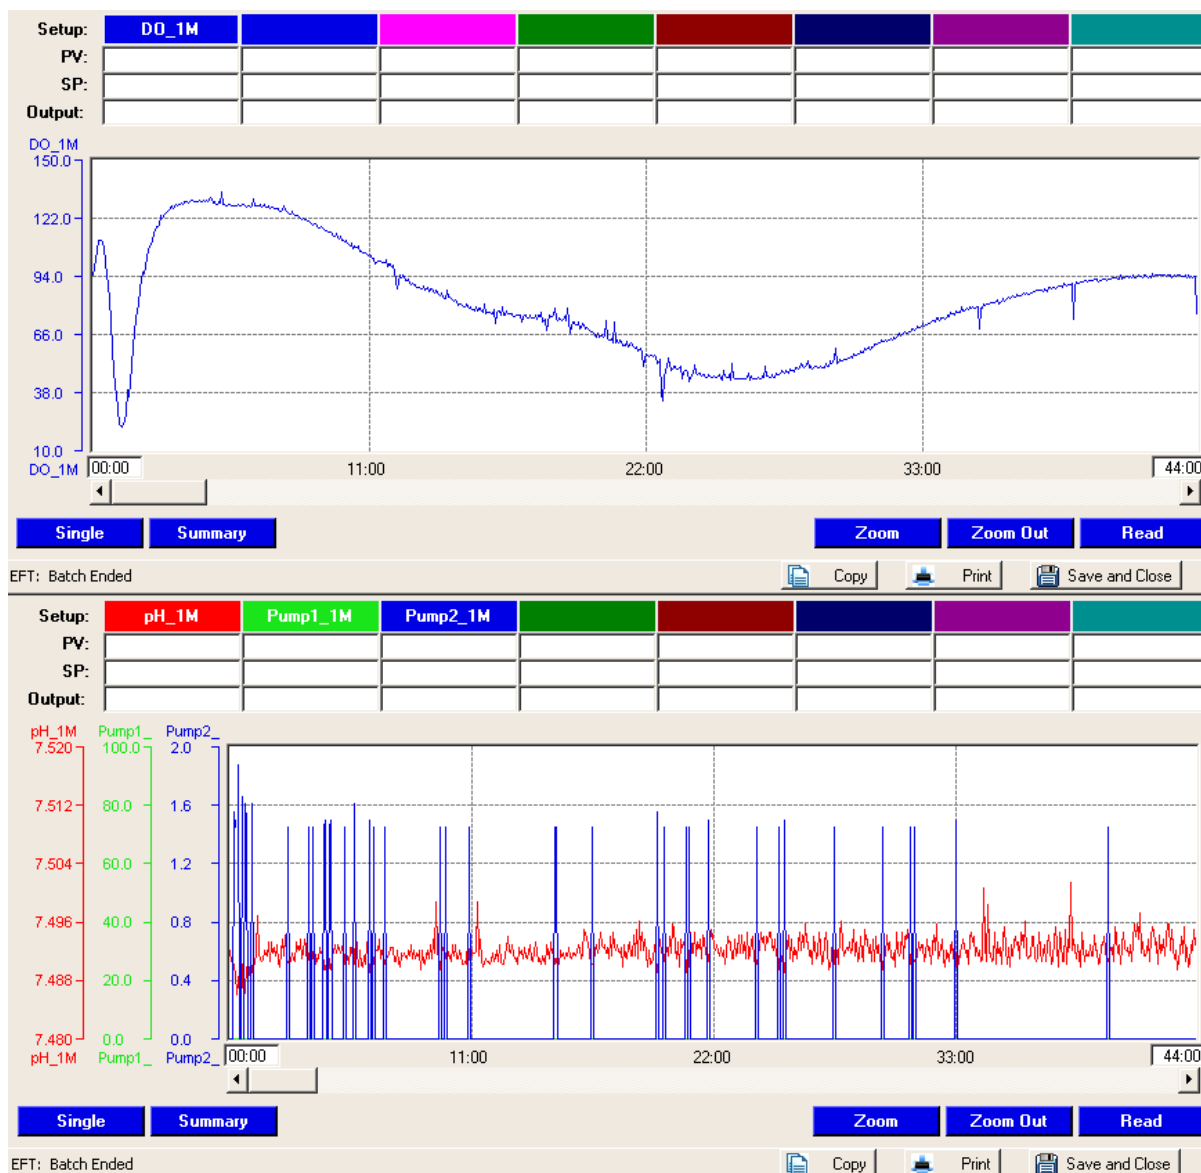 Setup: DO_1M
PV:
SP:
Output:
DO_1M
150.0
122.0
94.0
66.0
38.0
10.0
DO_1M 00:00 11:00 22:00 33:00 44:00
Single Summary Zoom Zoom Out Read
EFT: Batch Ended Copy Print Save and Close
Setup: pH_1M Pump1_1M Pump2_1M
PV:
SP:
Output:
pH_1M Pump1_ Pump2_
7.520 100.0 2.0
7.512 80.0 1.6
7.504 60.0 1.2
7.496 40.0 0.8
7.488 20.0 0.4
7.480 0.0 0.0
pH_1M Pump1_ Pump2_ 00:00 11:00 22:00 33:00 44:00
Single Summary Zoom Zoom Out Read
EFT: Batch Ended Copy Print Save and Close